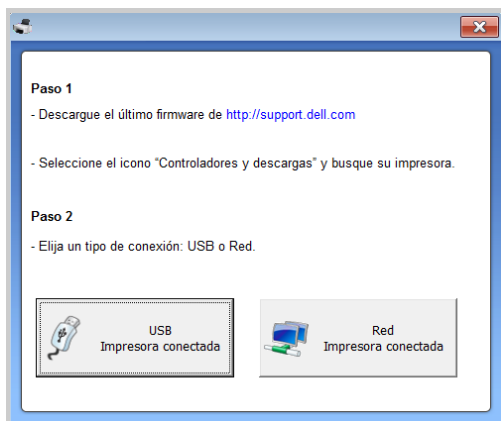 Paso 1
- Descargue el último firmware de http://support.dell.com
- Seleccione el icono “Controladores y descargas” y busque su impresora.
Paso 2
- Elija un tipo de conexión: USB o Red.
USB
Impresora conectada
Red
Impresora conectada